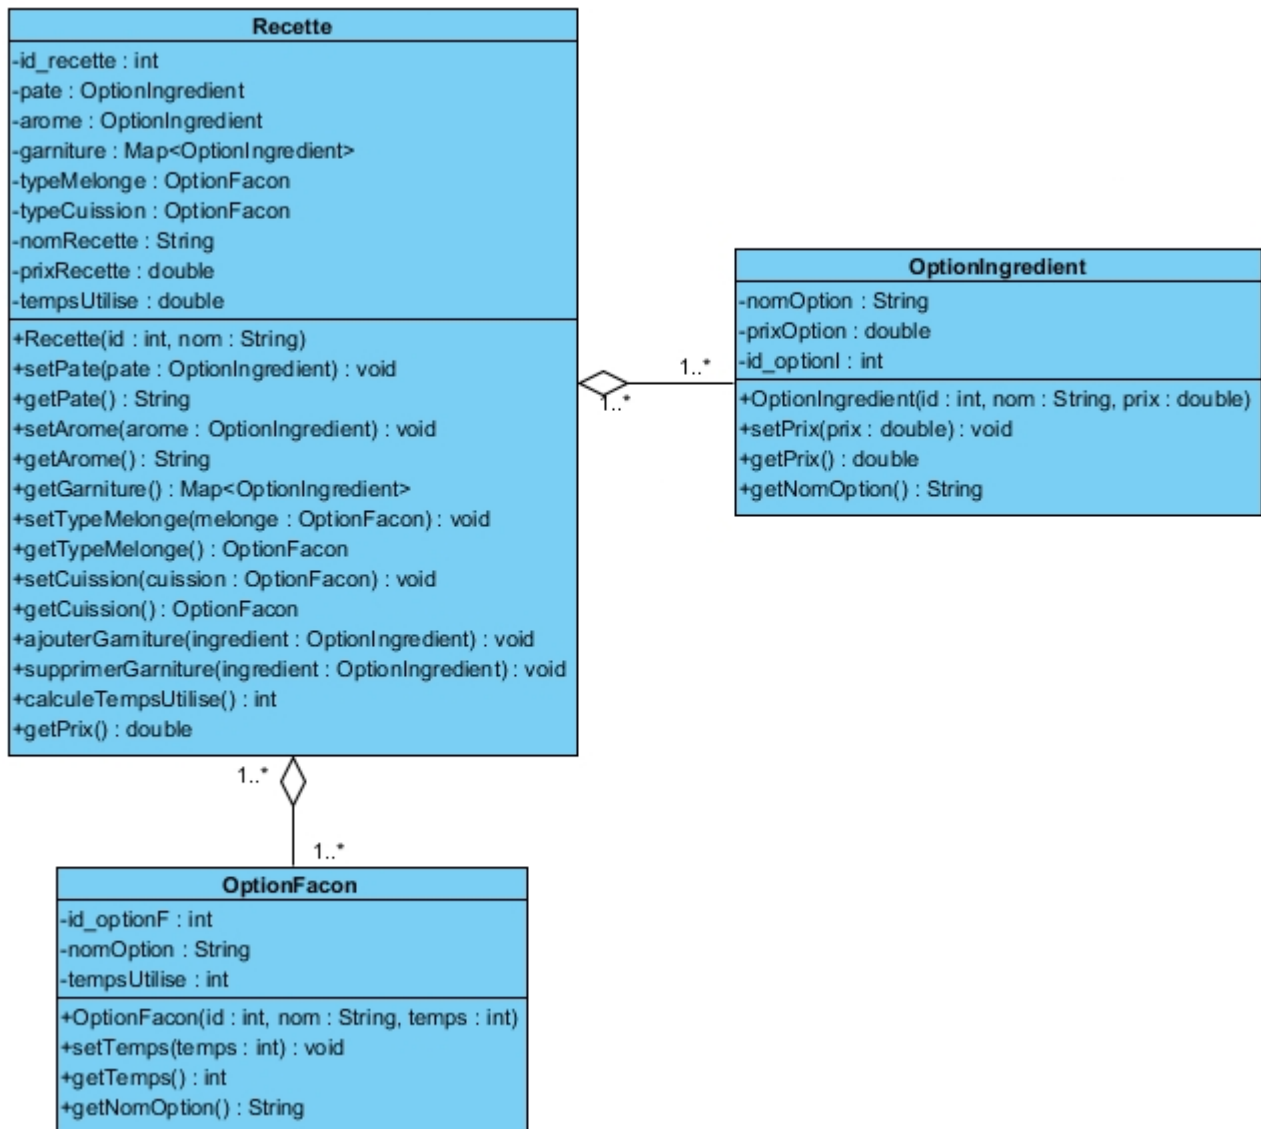 Recette
-id_recette : int
-pate : OptionIngredient
-arome : OptionIngredient
-garniture : Map<OptionIngredient>
-typeMelonge : OptionFacon
-typeCuission : OptionFacon
-nomRecette : String
-prixRecette : double
-tempsUtilise : double
+Recette(id : int, nom : String)
+setPate(pate : OptionIngredient) : void
+getPate() : String
+setArome(arome : OptionIngredient) : void
+getArome() : String
+getGarniture() : Map<OptionIngredient>
+setTypeMelonge(melonge : OptionFacon) : void
+getTypeMelonge() : OptionFacon
+setCuission(cuission : OptionFacon) : void
+getCuission() : OptionFacon
+ajouterGarniture(ingredient : OptionIngredient) : void
+supprimerGarniture(ingredient : OptionIngredient) : void
+calculeTempsUtilise() : int
+getPrix() : double
1..*
1..*
OptionIngredient
-nomOption : String
-prixOption : double
-id_optionI : int
+OptionIngredient(id : int, nom : String, prix : double)
+setPrix(prix : double) : void
+getPrix() : double
+getNomOption() : String
1..*
1..*
OptionFacon
-id_optionF : int
-nomOption : String
-tempsUtilise : int
+OptionFacon(id : int, nom : String, temps : int)
+setTemps(temps : int) : void
+getTemps() : int
+getNomOption() : String